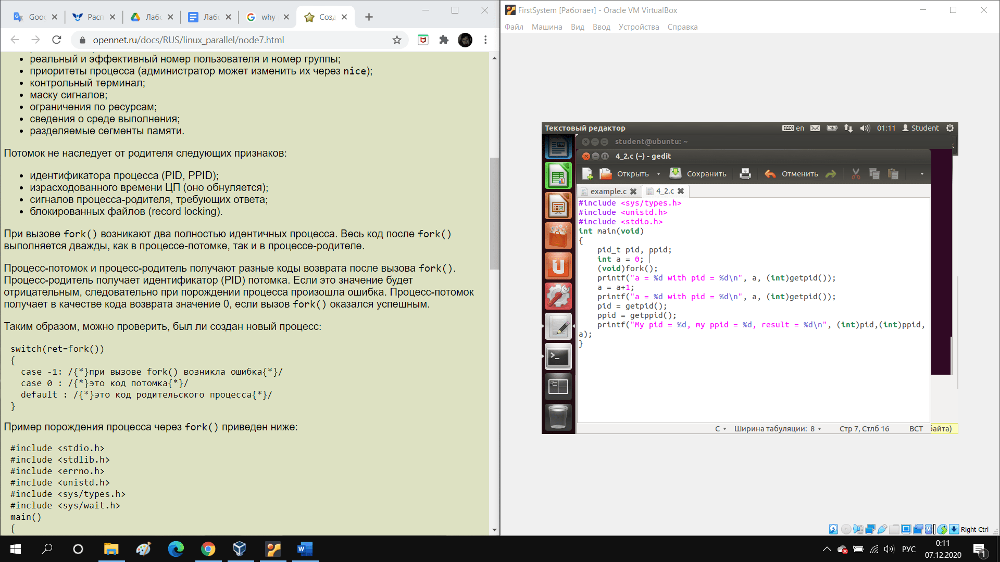 Goo
Расп
Лаб
Лаб
why
Созд
opennet.ru/docs/RUS/linux_parallel/node7.html
реальный и эффективный номер пользователя и номер группы;
приоритеты процесса (администратор может изменить их через nice);
контрольный терминал;
маску сигналов;
ограничения по ресурсам;
сведения о среде выполнения;
разделяемые сегменты памяти.
Потомок не наследует от родителя следующих признаков:
идентификатора процесса (PID, PPID);
израсходованного времени ЦП (оно обнуляется);
сигналов процесса-родителя, требующих ответа;
блокированных файлов (record locking).
При вызове fork() возникают два полностью идентичных процесса. Весь код после fork()
выполняется дважды, как в процессе-потомке, так и в процессе-родителе.
Процесс-потомок и процесс-родитель получают разные коды возврата после вызова fork().
Процесс-родитель получает идентификатор (PID) потомка. Если это значение будет
отрицательным, следовательно при порождении процесса произошла ошибка. Процесс-потомок
получает в качестве кода возврата значение 0, если вызов fork() оказался успешным.
Таким образом, можно проверить, был ли создан новый процесс:
switch(ret=fork())
{
case -1: /{*}при вызове fork() возникла ошибка{*}/
case 0 : /{*}это код потомка{*}/
default : /{*}это код родительского процесса{*}/
}
Пример порождения процесса через fork() приведен ниже:
#include <stdio.h>
#include <stdlib.h>
#include <errno.h>
#include <unistd.h>
#include <sys/types.h>
#include <sys/wait.h>
main()
{
FirstSystem [Работает] - Oracle VM VirtualBox
Файл Машина Вид Ввод Устройства Справка
Текстовый редактор
en 01:11 Student
student@ubuntu: ~
4_2.c (~) - gedit
Открыть Сохранить Отменить
example.c 4_2.c
#include <sys/types.h>
#include <unistd.h>
#include <stdio.h>
int main(void)
{
pid_t pid, ppid;
int a = 0;
(void)fork();
printf("a = %d with pid = %d\n", a, (int)getpid());
a = a+1;
printf("a = %d with pid = %d\n", a, (int)getpid());
pid = getpid();
ppid = getppid();
printf("My pid = %d, my ppid = %d, result = %d\n", (int)pid,(int)ppid,
a);
}
C Ширина табуляции: 8 Стр 7, Стлб 16 ВСТ
байта)
Right Ctrl
РУС
0:11
07.12.2020
1